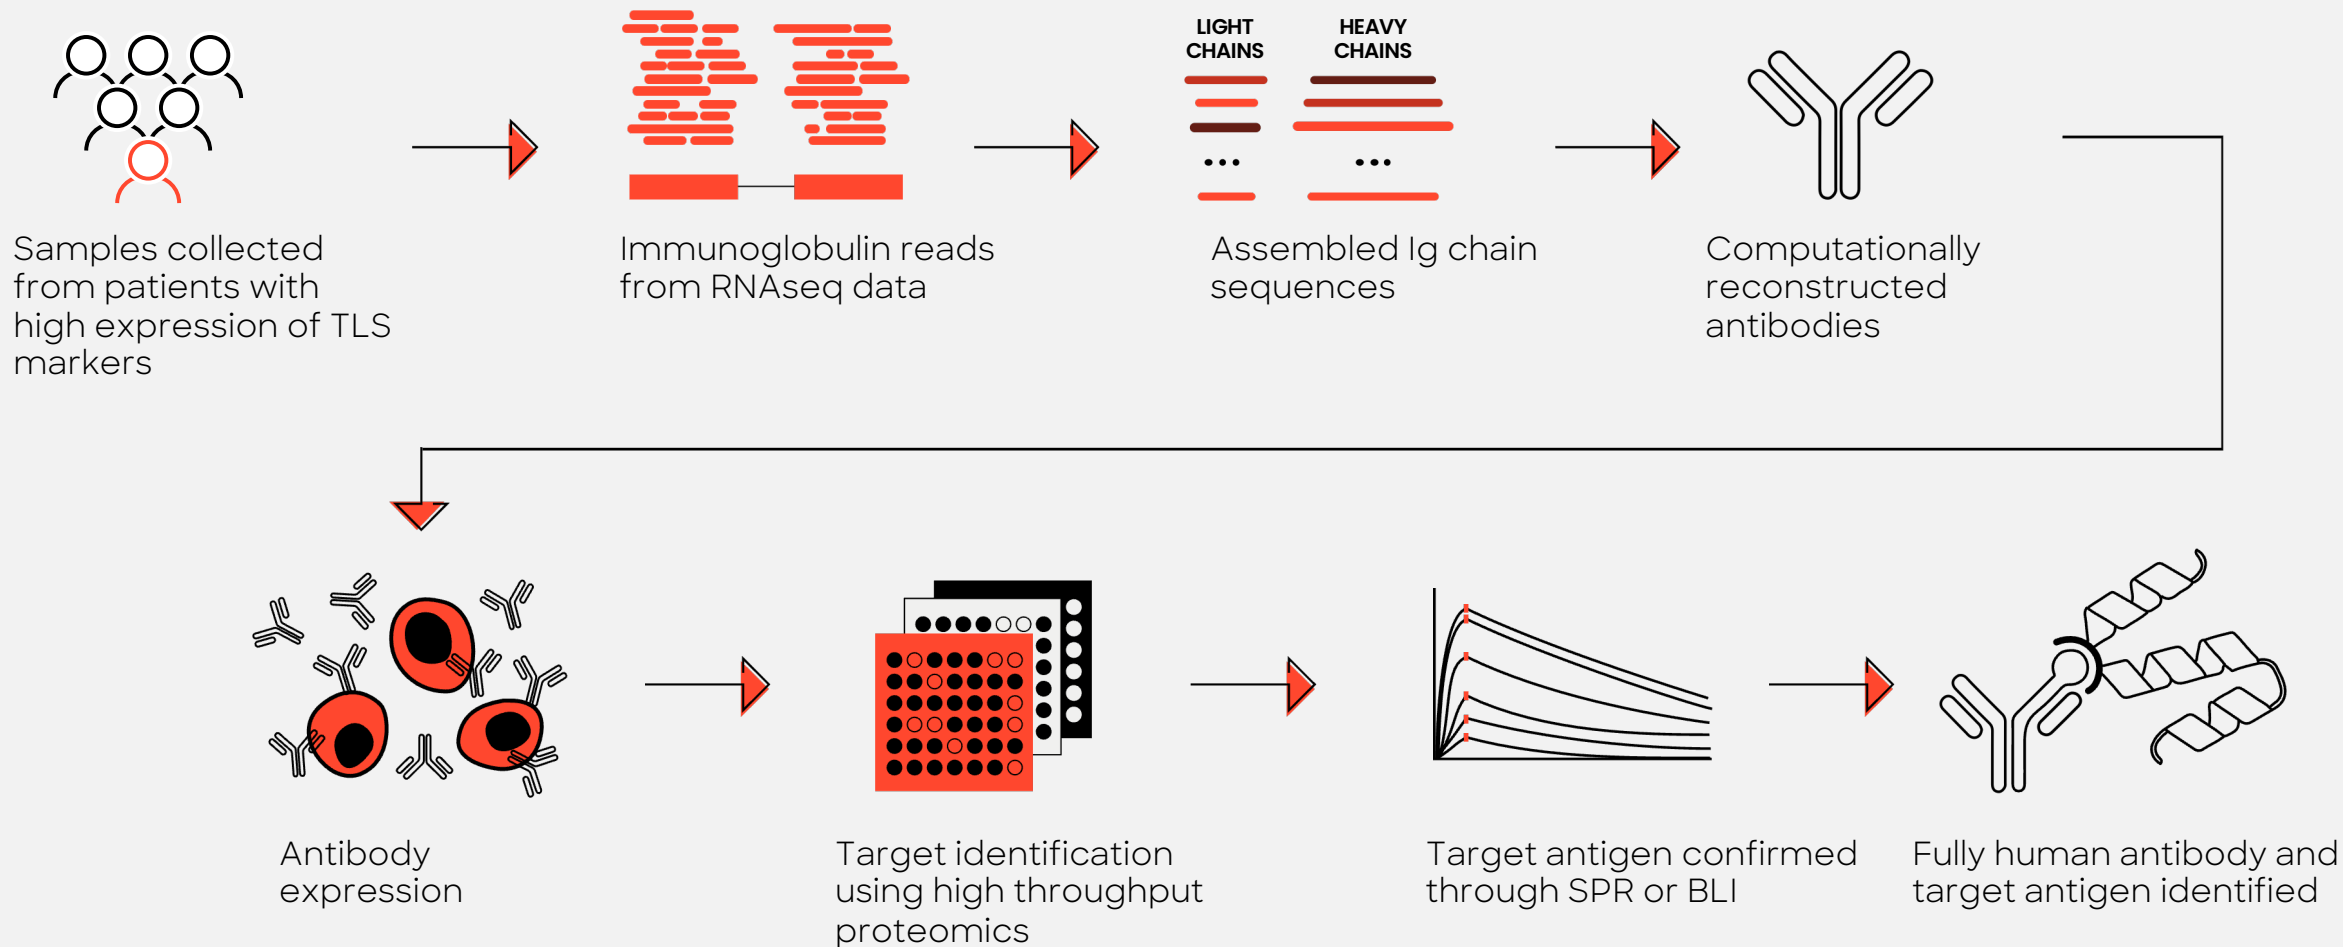 LIGHT
CHAINS
HEAVY
CHAINS
Samples collected
from patients with
high expression of TLS
markers
Immunoglobulin reads
from RNAseq data
Assembled Ig chain
sequences
Computationally
reconstructed
antibodies
Antibody
expression
Target identification
using high throughput
proteomics
Target antigen confirmed
through SPR or BLI
Fully human antibody and
target antigen identified